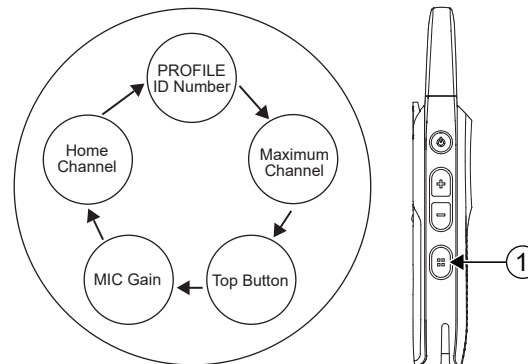 PROFILE
ID Number
Home
Channel
Maximum
Channel
MIC Gain
Top Button
1